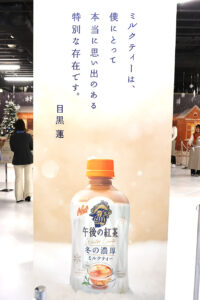 ミルクティーは、
僕にとって
本当に思い出のある
特別な存在です。
目黒 蓮
午後の紅茶
冬の濃厚
ミルクティー